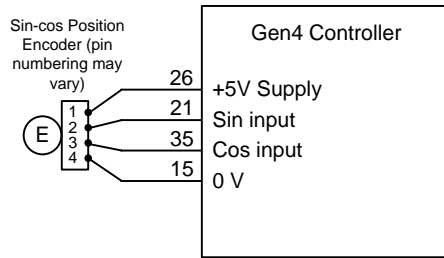 Sin-cos Position
Encoder (pin
numbering may
vary)
Gen4 Controller
E
1
2
3
4
26
+5V Supply
21
Sin input
35
Cos input
15
0 V